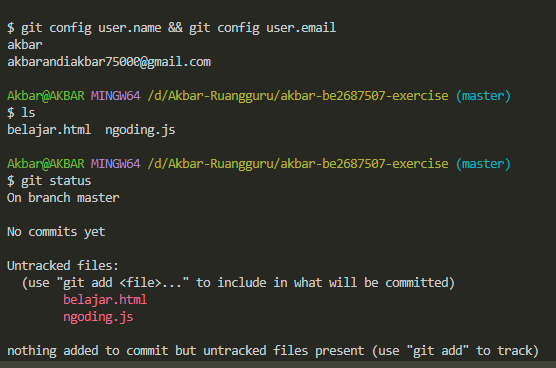 $ git config user.name && git config user.email
akbar
akbarandiakbar75000@gmail.com
Akbar@AKBAR MINGW64 /d/Akbar-Ruangguru/akbar-be2687507-exercise (master)
$ ls
belajar.html  ngoding.js
Akbar@AKBAR MINGW64 /d/Akbar-Ruangguru/akbar-be2687507-exercise (master)
$ git status
On branch master
No commits yet
Untracked files:
  (use "git add <file>..." to include in what will be committed)
        belajar.html
        ngoding.js
nothing added to commit but untracked files present (use "git add" to track)